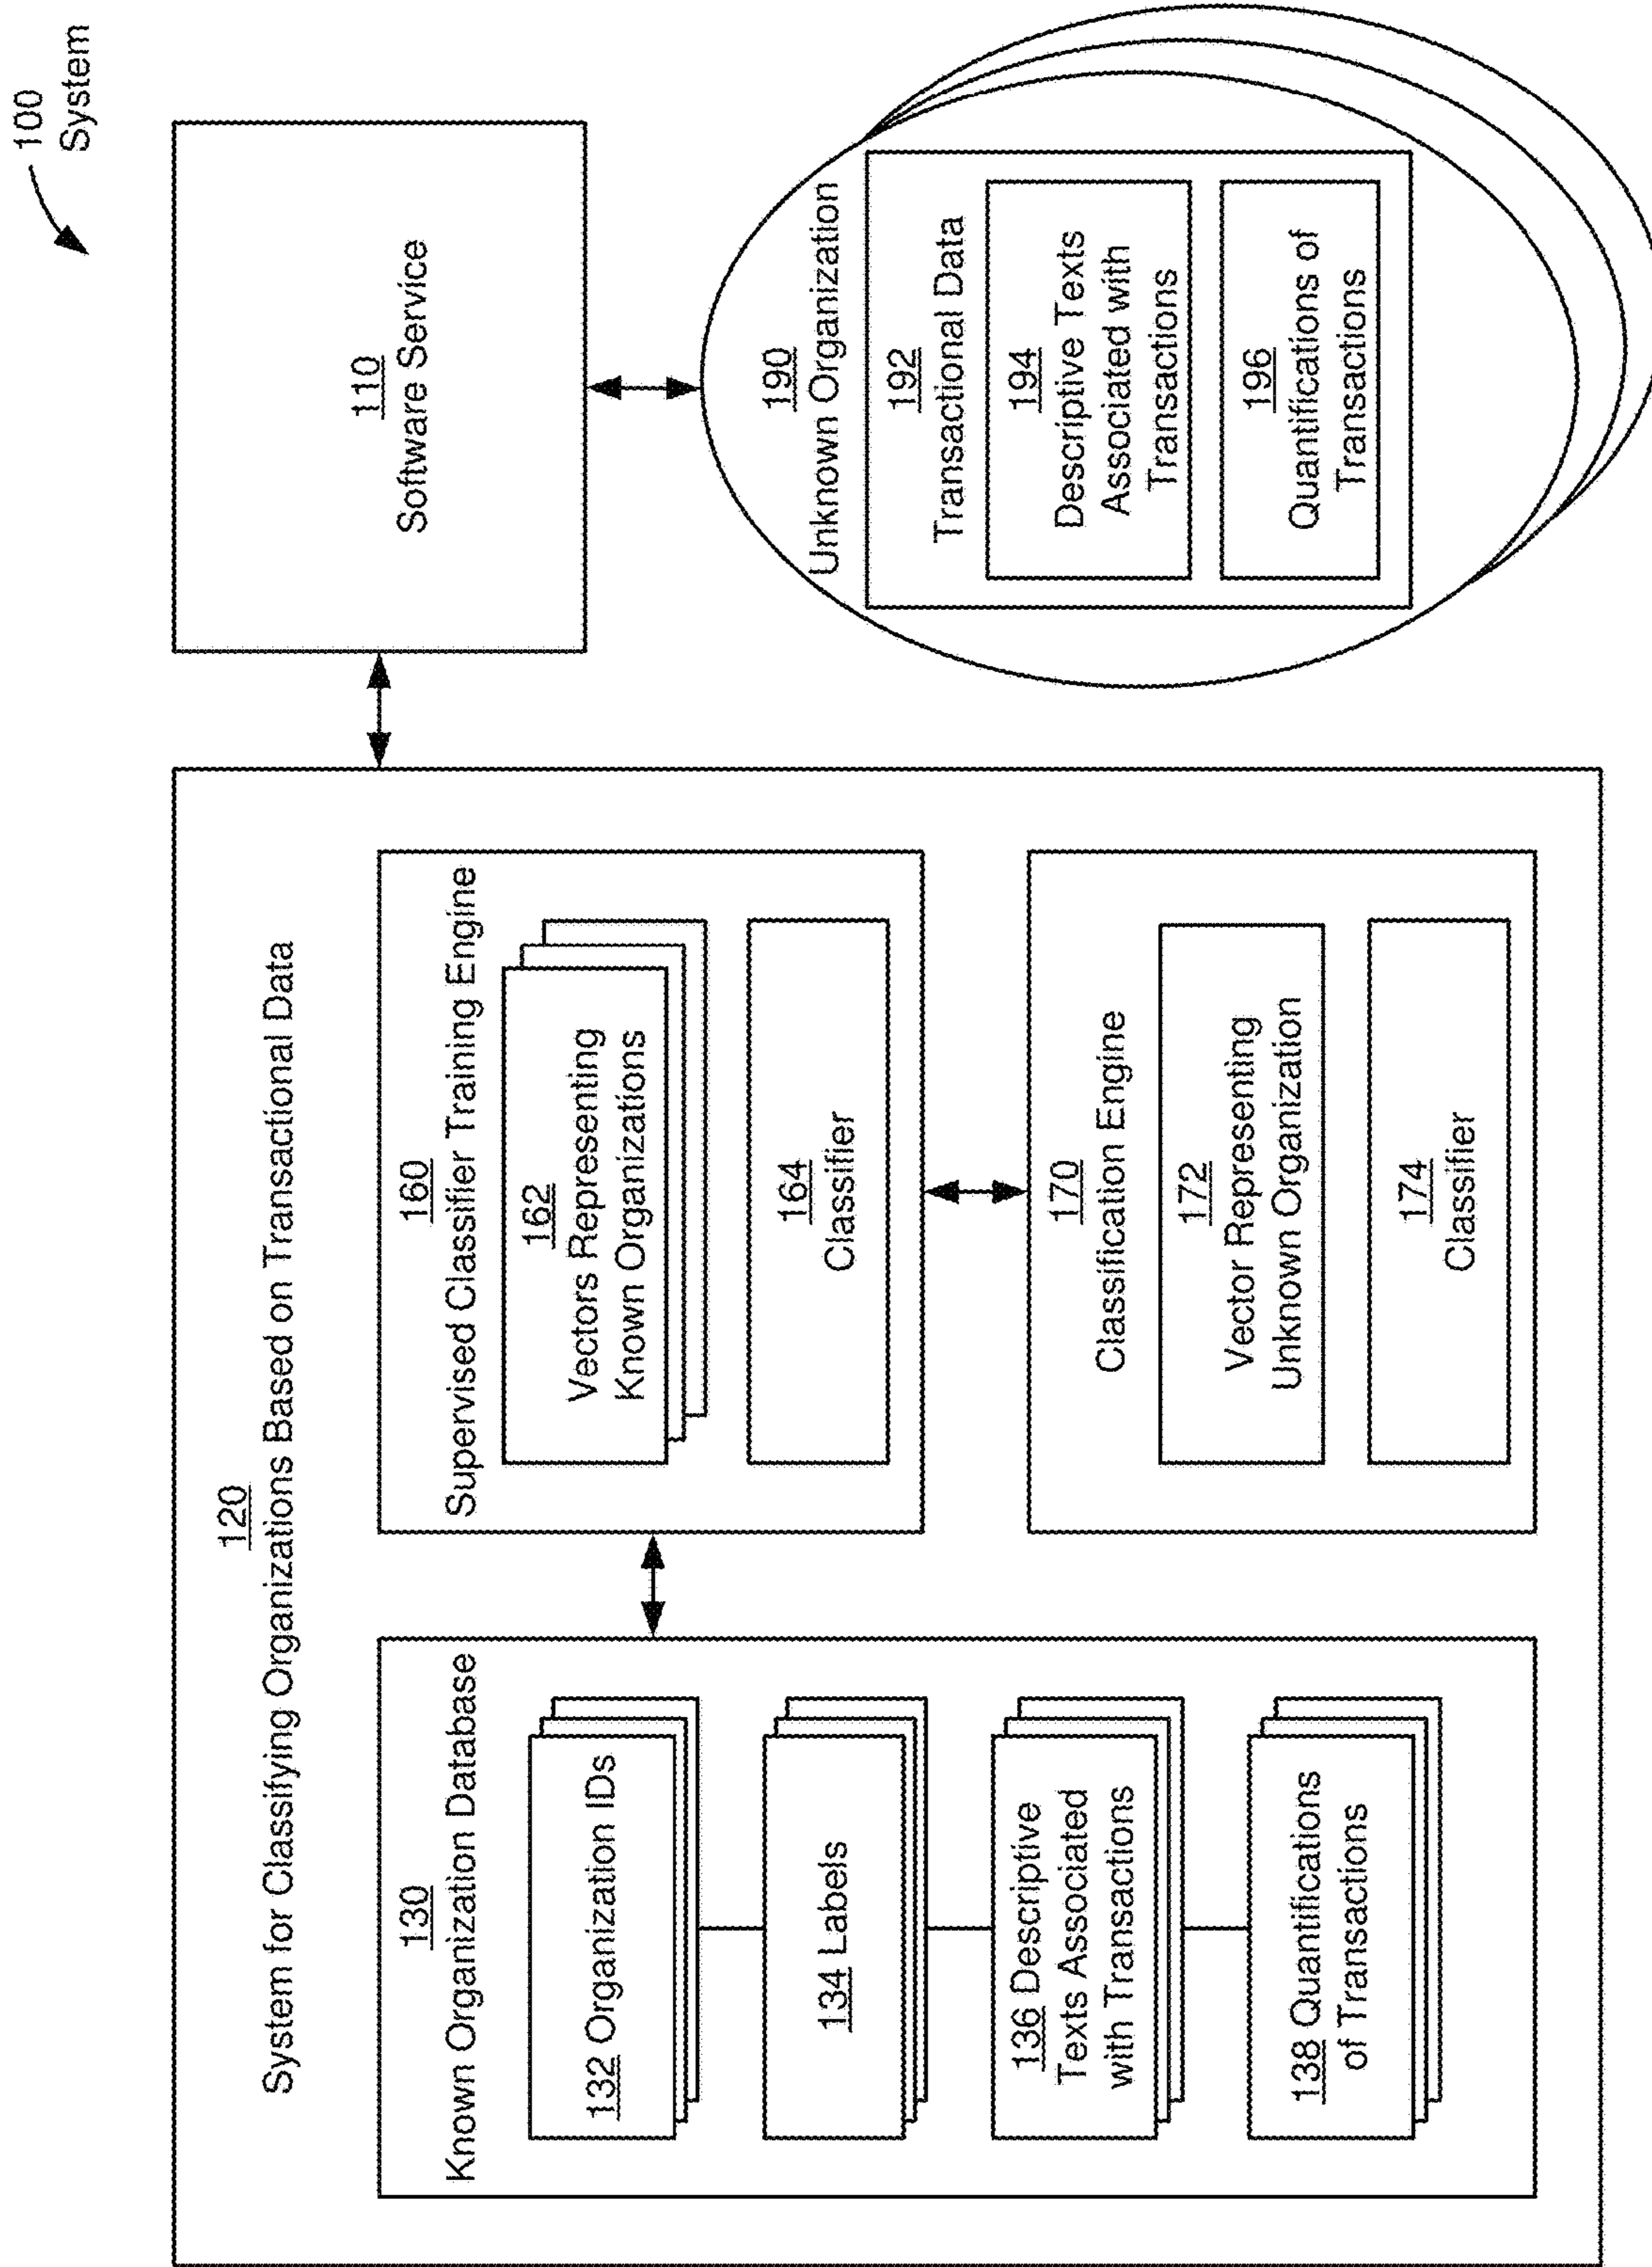 100
System
120
System for Classifying Organizations Based on Transactional Data
130
Known Organization Database
132 Organization IDs
134 Labels
136 Descriptive
Texts Associated
with Transactions
138 Quantifications
of Transactions
160
Supervised Classifier Training Engine
162
Vectors Representing
Known Organizations
164
Classifier
170
Classification Engine
172
Vector Representing
Unknown Organization
174
Classifier
110
Software Service
190
Unknown Organization
192
Transactional Data
194
Descriptive Texts
Associated with
Transactions
196
Quantifications of
Transactions